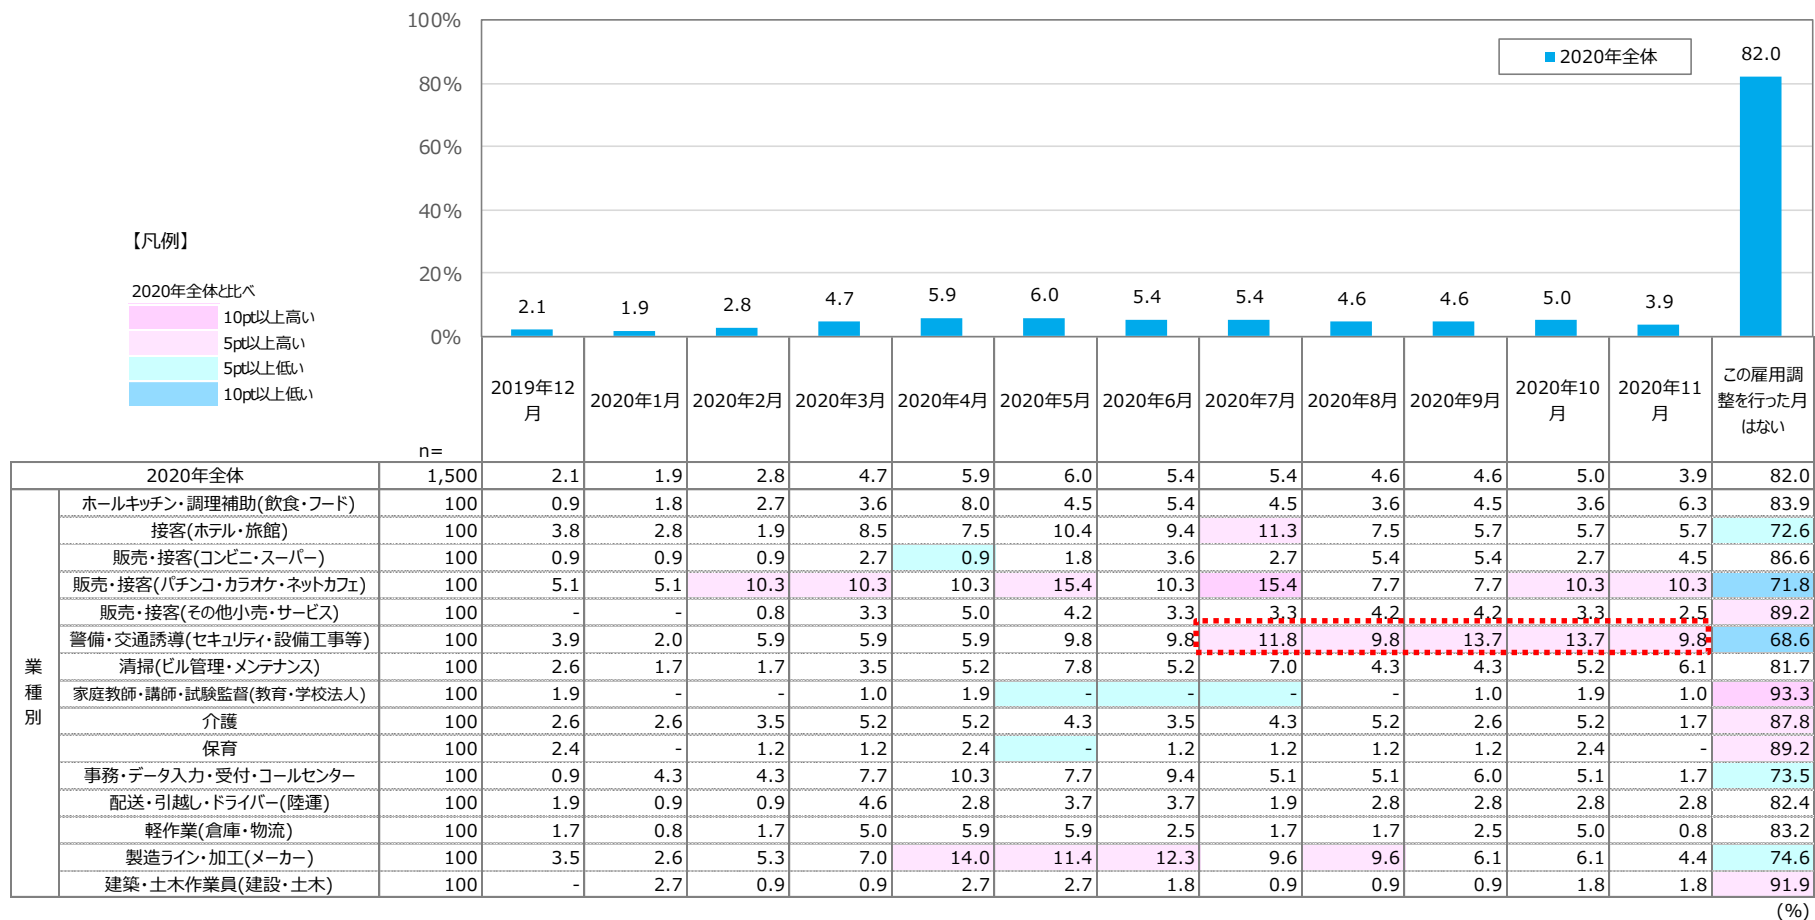 100%
80%
60%
40%
20%
0%
2020年全体
2.1 1.9 2.8 4.7 5.9 6.0 5.4 5.4 4.6 4.6 5.0 3.9 82.0
【凡例】
2020年全体と比べ
10pt以上高い
5pt以上高い
5pt以上低い
10pt以上低い
n=
2019年12月 2020年1月 2020年2月 2020年3月 2020年4月 2020年5月 2020年6月 2020年7月 2020年8月 2020年9月 2020年10月 2020年11月 この雇用調整を行った月はない
2020年全体 1,500 2.1 1.9 2.8 4.7 5.9 6.0 5.4 5.4 4.6 4.6 5.0 3.9 82.0
業種別
ホールキッチン・調理補助(飲食・フード) 100 0.9 1.8 2.7 3.6 8.0 4.5 5.4 4.5 3.6 4.5 3.6 6.3 83.9
接客(ホテル・旅館) 100 3.8 2.8 1.9 8.5 7.5 10.4 9.4 11.3 7.5 5.7 5.7 5.7 72.6
販売・接客(コンビニ・スーパー) 100 0.9 0.9 0.9 2.7 0.9 1.8 3.6 2.7 5.4 5.4 2.7 4.5 86.6
販売・接客(パチンコ・カラオケ・ネットカフェ) 100 5.1 5.1 10.3 10.3 10.3 15.4 10.3 15.4 7.7 7.7 10.3 10.3 71.8
販売・接客(その他小売・サービス) 100 - - 0.8 3.3 5.0 4.2 3.3 3.3 4.2 4.2 3.3 2.5 89.2
警備・交通誘導(セキュリティ・設備工事等) 100 3.9 2.0 5.9 5.9 5.9 9.8 9.8 11.8 9.8 13.7 13.7 9.8 68.6
清掃(ビル管理・メンテナンス) 100 2.6 1.7 1.7 3.5 5.2 7.8 5.2 7.0 4.3 4.3 5.2 6.1 81.7
家庭教師・講師・試験監督(教育・学校法人) 100 1.9 - - 1.0 1.9 - - - - 1.0 1.9 1.0 93.3
介護 100 2.6 2.6 3.5 5.2 5.2 4.3 3.5 4.3 5.2 2.6 5.2 1.7 87.8
保育 100 2.4 - 1.2 1.2 2.4 - 1.2 1.2 1.2 1.2 2.4 - 89.2
事務・データ入力・受付・コールセンター 100 0.9 4.3 4.3 7.7 10.3 7.7 9.4 5.1 5.1 6.0 5.1 1.7 73.5
配送・引越し・ドライバー(陸運) 100 1.9 0.9 0.9 4.6 2.8 3.7 3.7 1.9 2.8 2.8 2.8 2.8 82.4
軽作業(倉庫・物流) 100 1.7 0.8 1.7 5.0 5.9 5.9 2.5 1.7 1.7 2.5 5.0 0.8 83.2
製造ライン・加工(メーカー) 100 3.5 2.6 5.3 7.0 14.0 11.4 12.3 9.6 9.6 6.1 6.1 4.4 74.6
建築・土木作業員(建設・土木) 100 - 2.7 0.9 0.9 2.7 2.7 1.8 0.9 0.9 0.9 1.8 1.8 91.9
(%)